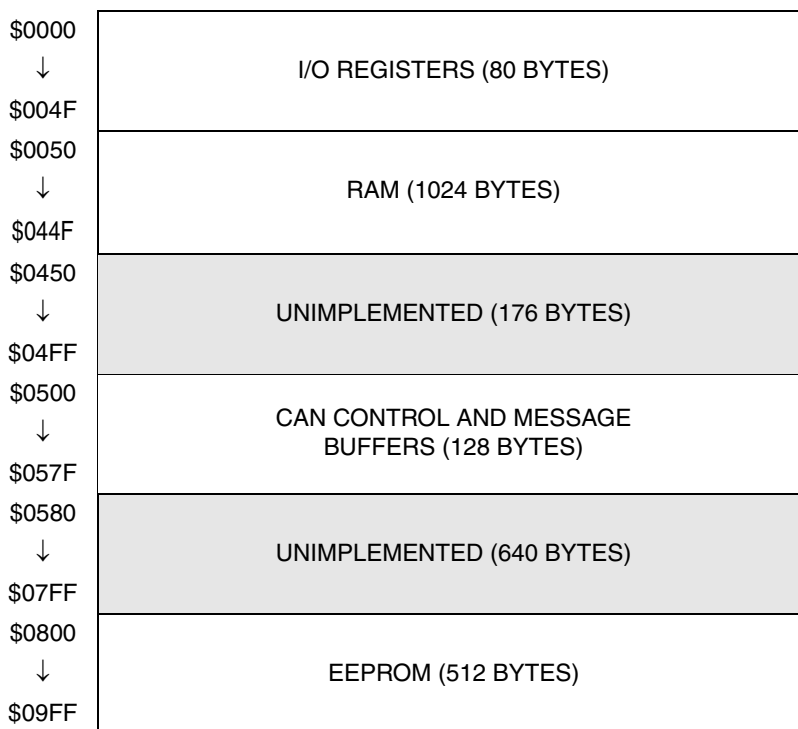 $0000
↓
$004F
I/O REGISTERS (80 BYTES)
$0050
↓
$044F
RAM (1024 BYTES)
$0450
↓
$04FF
UNIMPLEMENTED (176 BYTES)
$0500
↓
$057F
CAN CONTROL AND MESSAGE
BUFFERS (128 BYTES)
$0580
↓
$07FF
UNIMPLEMENTED (640 BYTES)
$0800
↓
$09FF
EEPROM (512 BYTES)